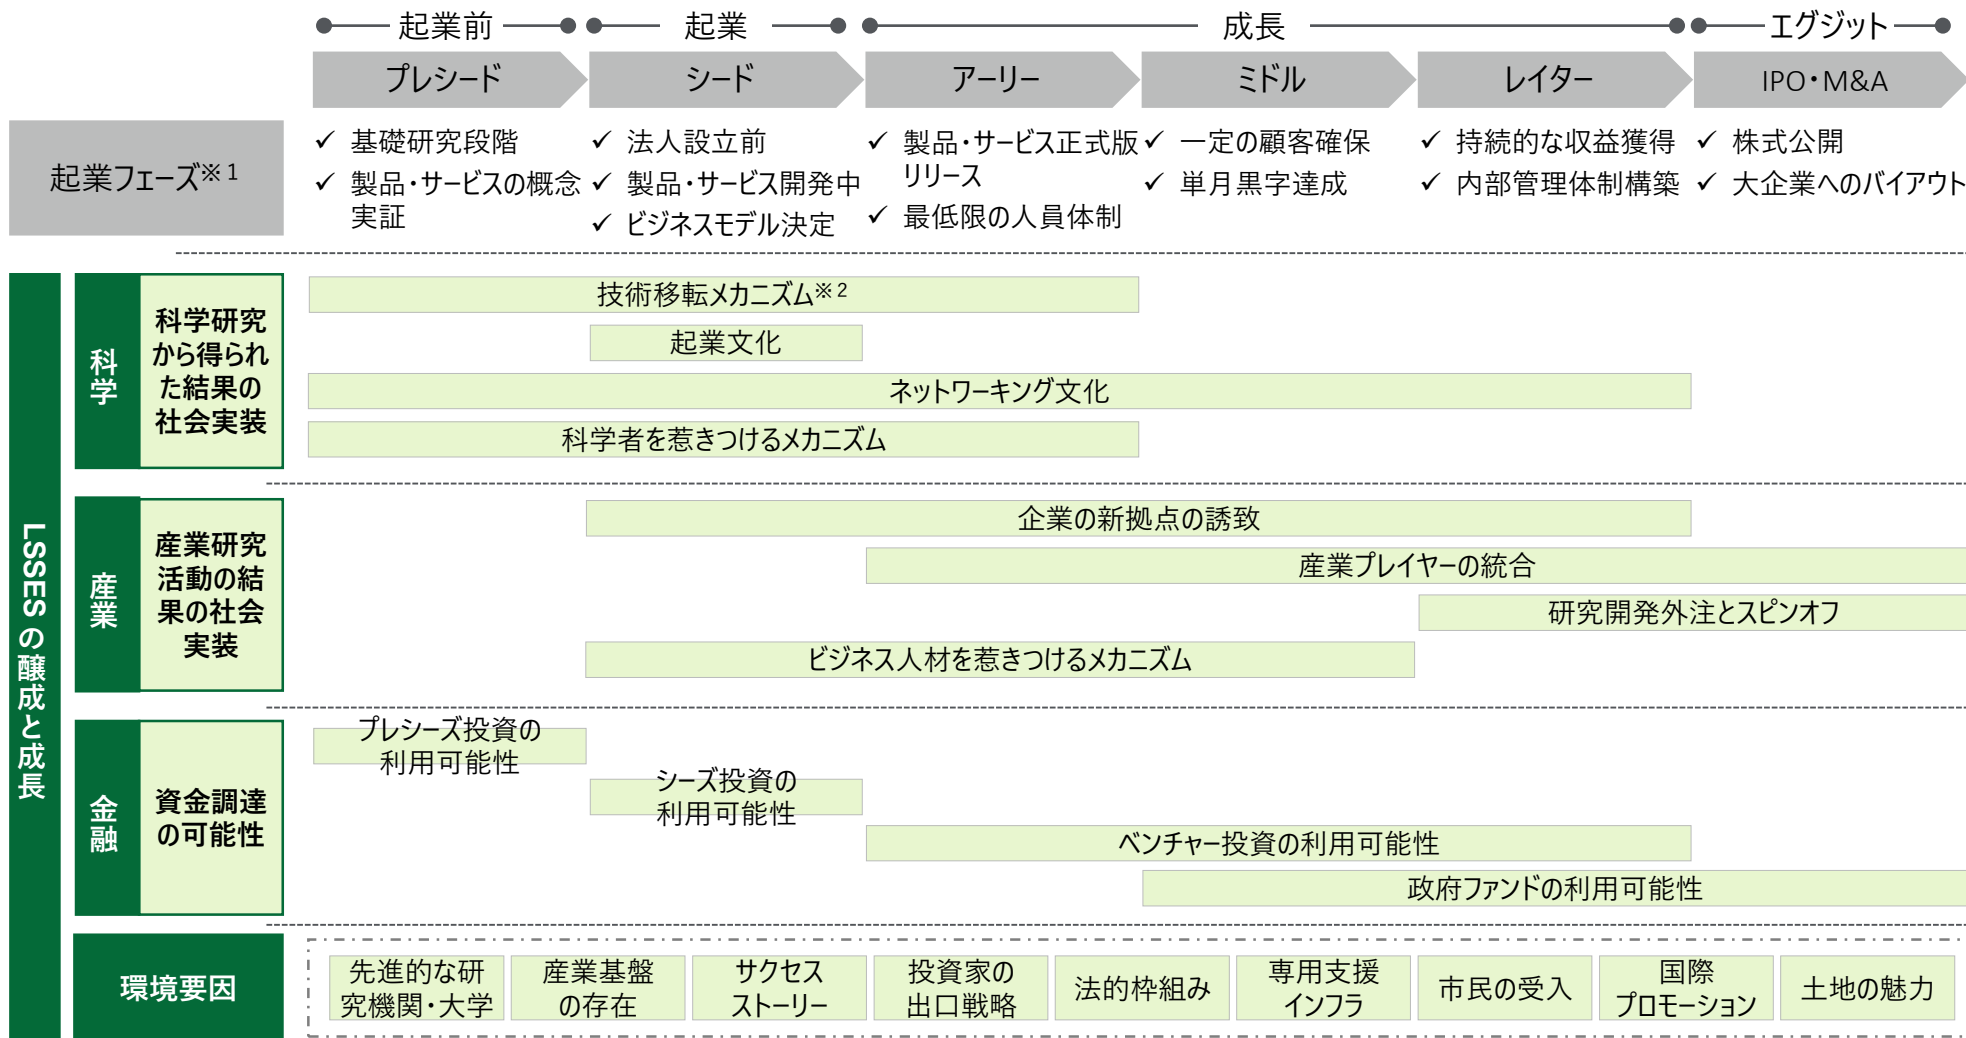 起業前
起業
成長
エグジット
プレシード
シード
アーリー
ミドル
レイター
IPO・M&A
起業フェーズ※1
✓ 基礎研究段階
✓ 製品・サービスの概念
実証
✓ 法人設立前
✓ 製品・サービス開発中
✓ ビジネスモデル決定
✓ 製品・サービス正式版
リリース
✓ 最低限の人員体制
✓ 一定の顧客確保
✓ 単月黒字達成
✓ 持続的な収益獲得
✓ 内部管理体制構築
✓ 株式公開
✓ 大企業へのバイアウト
LSSES の醸成と成長
科学
科学研究
から得られ
た結果の
社会実装
技術移転メカニズム※2
起業文化
ネットワーキング文化
科学者を惹きつけるメカニズム
産業
産業研究
活動の結
果の社会
実装
企業の新拠点の誘致
産業プレイヤーの統合
研究開発外注とスピンオフ
ビジネス人材を惹きつけるメカニズム
金融
資金調達
の可能性
プレシーズ投資の
利用可能性
シーズ投資の
利用可能性
ベンチャー投資の利用可能性
政府ファンドの利用可能性
環境要因
先進的な研
究機関・大学
産業基盤
の存在
サクセス
ストーリー
投資家の
出口戦略
法的枠組み
専用支援
インフラ
市民の受入
国際
プロモーション
土地の魅力